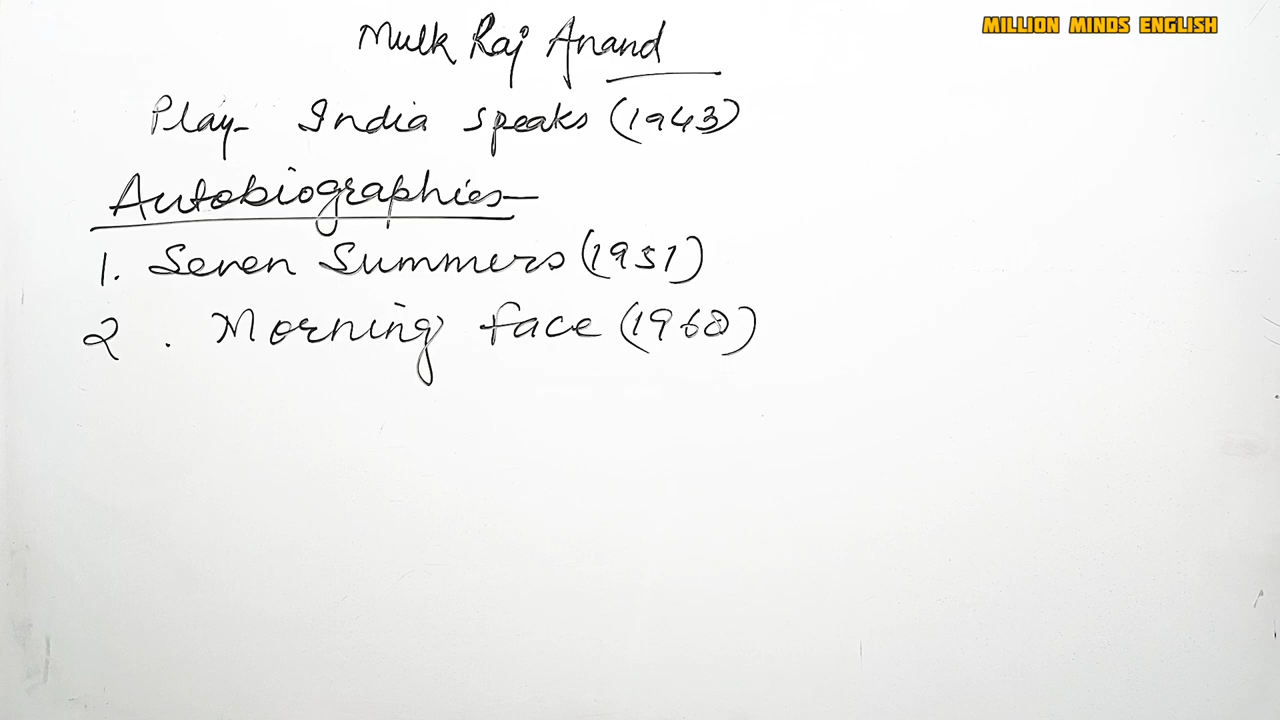 MILLION MINDS ENGLISH
Mulk Raj Anand
Play- India speaks (1943)
Autobiographies-
1. Seven Summers (1951)
2. Morning face (1968)